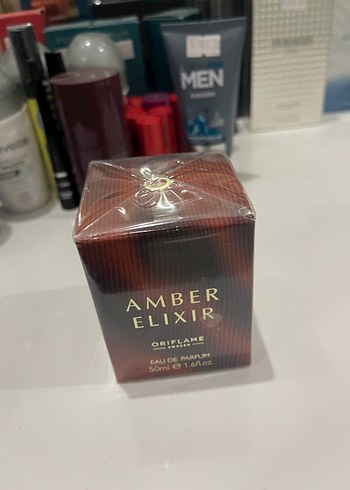 MEN
AMBER
ELIXIR
ORIFLAME
SWEDEN
EAU DE PARFUM
50ml ℮ 1.6fl.oz.